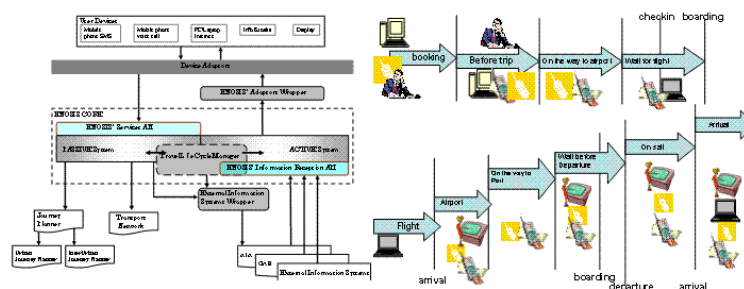 User Devices
Mobile
phone SMS
Mobile phone
voice call
PC/Laptop
Internet
Info Kiosks
Display
Device Adaptors
ENOSIS' Adaptors Wrapper
ENOSIS CORE
ENOSIS' Services API
PASSIVE System
ACTIVE System
Travel Life Cycle Manager
ENOSIS' Information Reception API
External Information
Systems Wrapper
Journey
Planner
Transport
Network
Urban
Journey Planner
Journey Planner
External Information Systems
checkin
boarding
booking
Before trip
On the way to airport
Wait for flight
Arrival
On sail
Wait before
Departure
On the way to
Port
Airport
Flight
arrival
boarding
departure
arrival